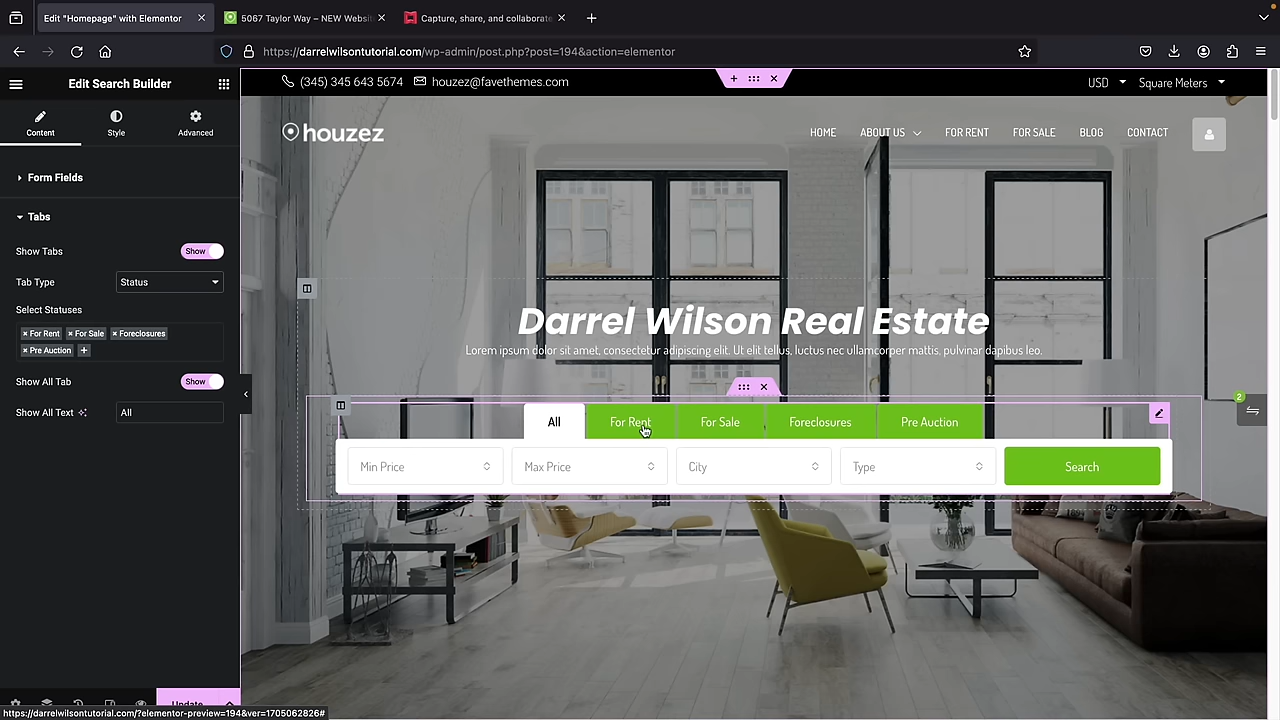 Edit "Homepage" with Elementor
5067 Taylor Way – NEW Websit
Capture, share, and collaborate
https://darrelwilsontutorial.com/wp-admin/post.php?post=194&action=elementor
Edit Search Builder
(345) 345 643 5674
houzez@favethemes.com
USD
Square Meters
Content
Style
Advanced
houzez
HOME
ABOUT US
FOR RENT
FOR SALE
BLOG
CONTACT
Form Fields
Tabs
Show Tabs
Show
Tab Type
Status
Select Statuses
× For Rent × For Sale × Foreclosures
× Pre Auction +
Show All Tab
Show
Show All Text
All
Darrel Wilson Real Estate
Lorem ipsum dolor sit amet, consectetur adipiscing elit. Ut elit tellus, luctus nec ullamcorper mattis, pulvinar dapibus leo.
2
All
For Rent
For Sale
Foreclosures
Pre Auction
Min Price
Max Price
City
Type
Search
Update
https://darrelwilsontutorial.com/?elementor-preview=194&ver=1705062826#